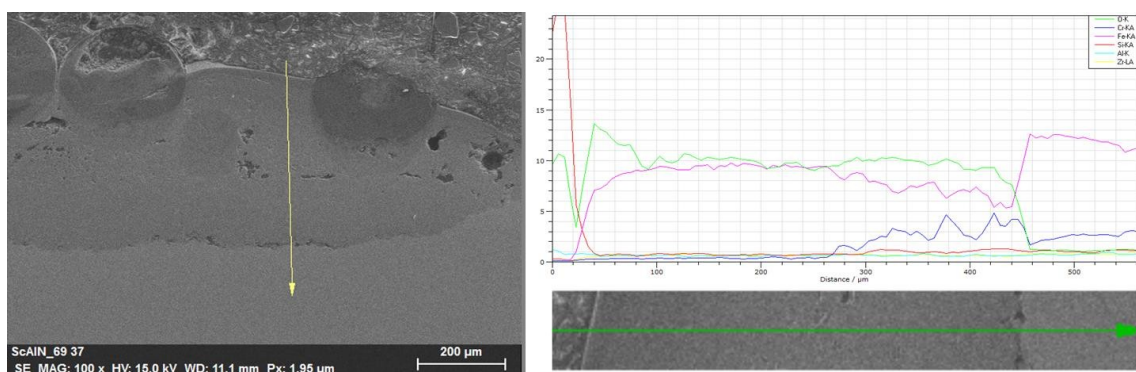 ScAlN_69 37
SE MAG: 100 x HV: 15.0 kV WD: 11.1 mm Px: 1.95 µm
200 µm
O-K
Cr-KA
Fe-KA
Si-KA
Al-K
Zr-LA
20
15
10
5
0
0
100
200
300
400
500
Distance / µm